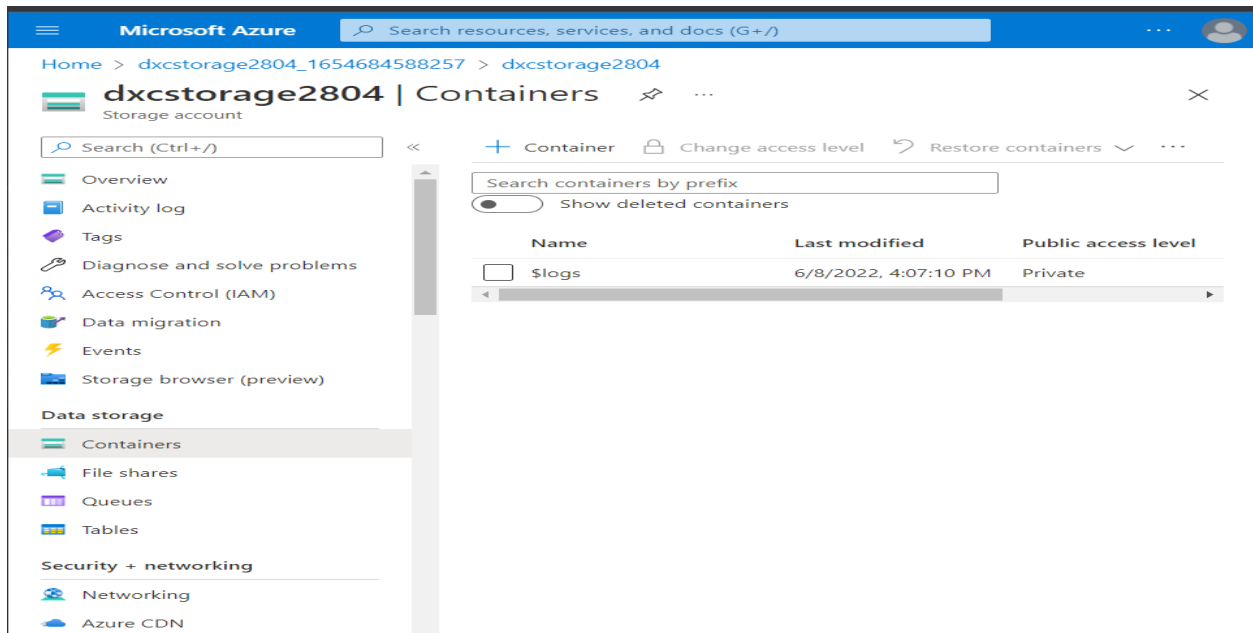 Microsoft Azure
Search resources, services, and docs (G+/)
Home > dxcstorage2804_1654684588257 > dxcstorage2804
dxcstorage2804 | Containers
Storage account
Search (Ctrl+/)
Overview
Activity log
Tags
Diagnose and solve problems
Access Control (IAM)
Data migration
Events
Storage browser (preview)
Data storage
Containers
File shares
Queues
Tables
Security + networking
Networking
Azure CDN
+ Container Change access level Restore containers
Search containers by prefix
Show deleted containers
Name Last modified Public access level
$logs 6/8/2022, 4:07:10 PM Private